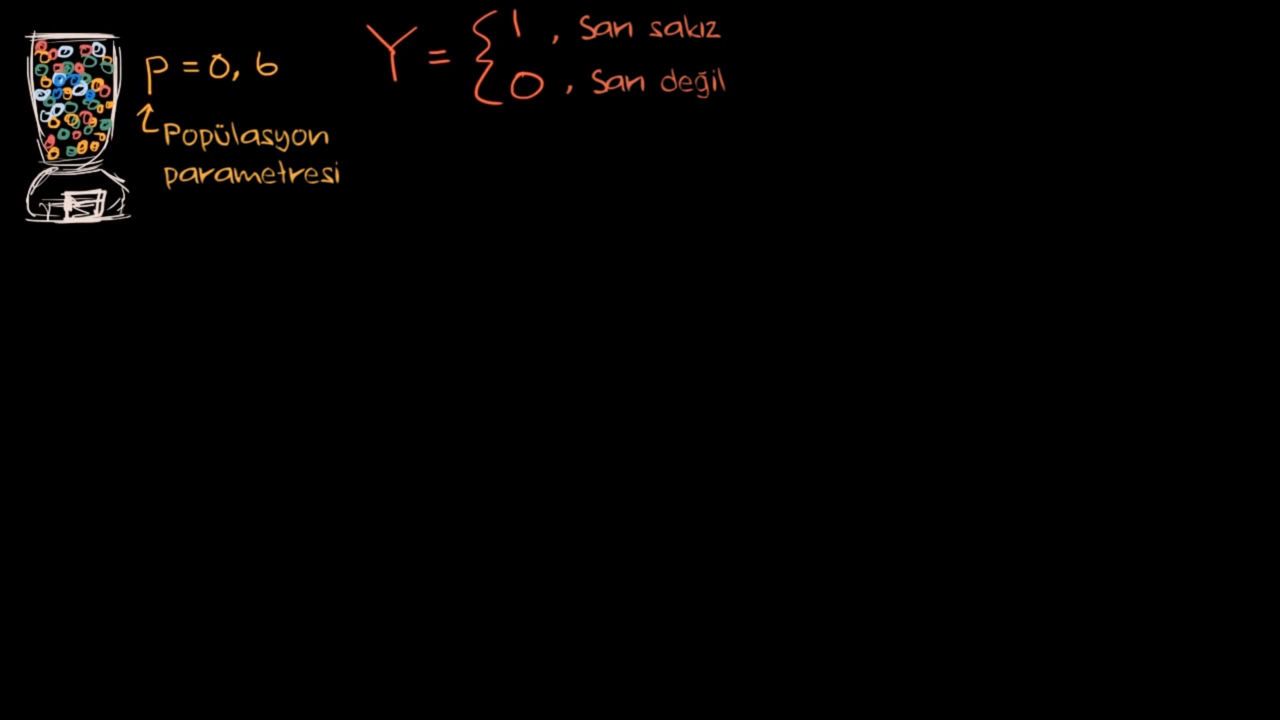 p = 0,6
Popülasyon
parametresi
Y = { 1 , Sarı sakız
0 , Sarı değil